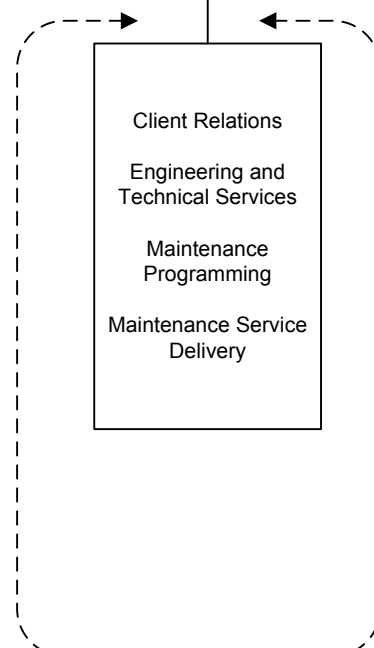 Client Relations
Engineering and
Technical Services
Maintenance
Programming
Maintenance Service
Delivery